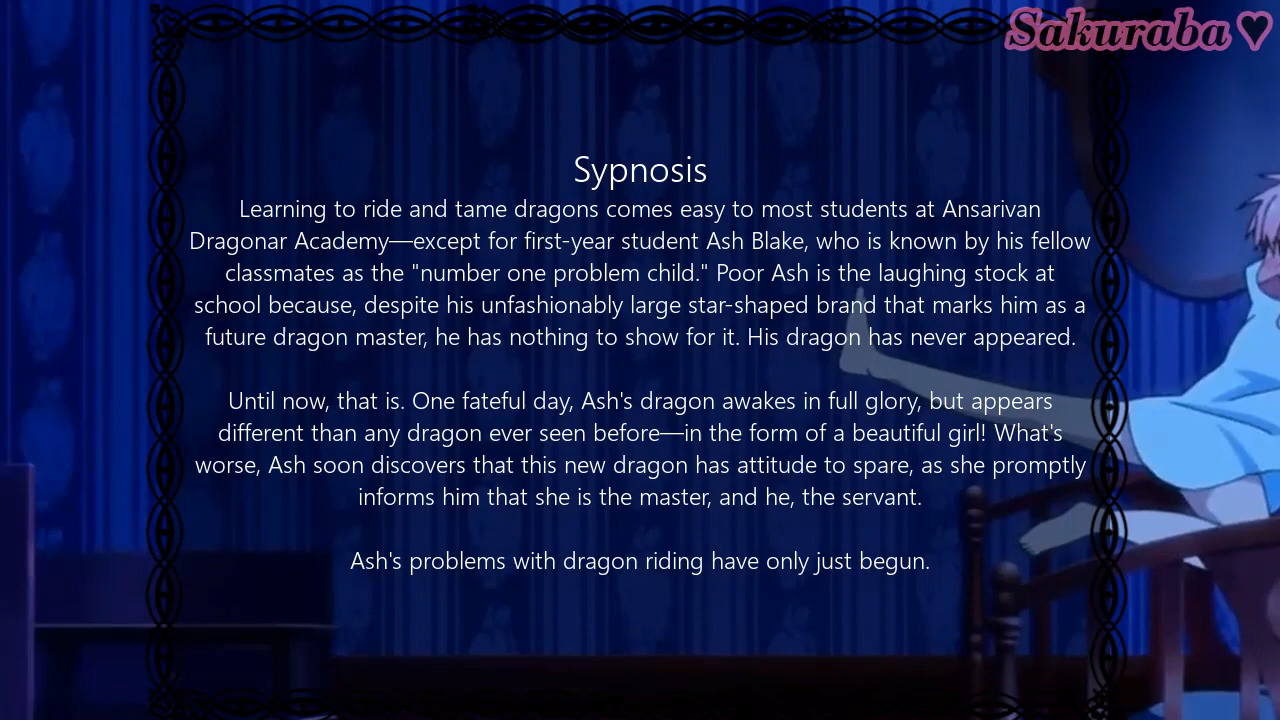 Sakuraba♡
Sypnosis
Learning to ride and tame dragons comes easy to most students at Ansarivan
Dragonar Academy—except for first-year student Ash Blake, who is known by his fellow
classmates as the "number one problem child." Poor Ash is the laughing stock at
school because, despite his unfashionably large star-shaped brand that marks him as a
future dragon master, he has nothing to show for it. His dragon has never appeared.
Until now, that is. One fateful day, Ash's dragon awakes in full glory, but appears
different than any dragon ever seen before—in the form of a beautiful girl! What's
worse, Ash soon discovers that this new dragon has attitude to spare, as she promptly
informs him that she is the master, and he, the servant.
Ash's problems with dragon riding have only just begun.